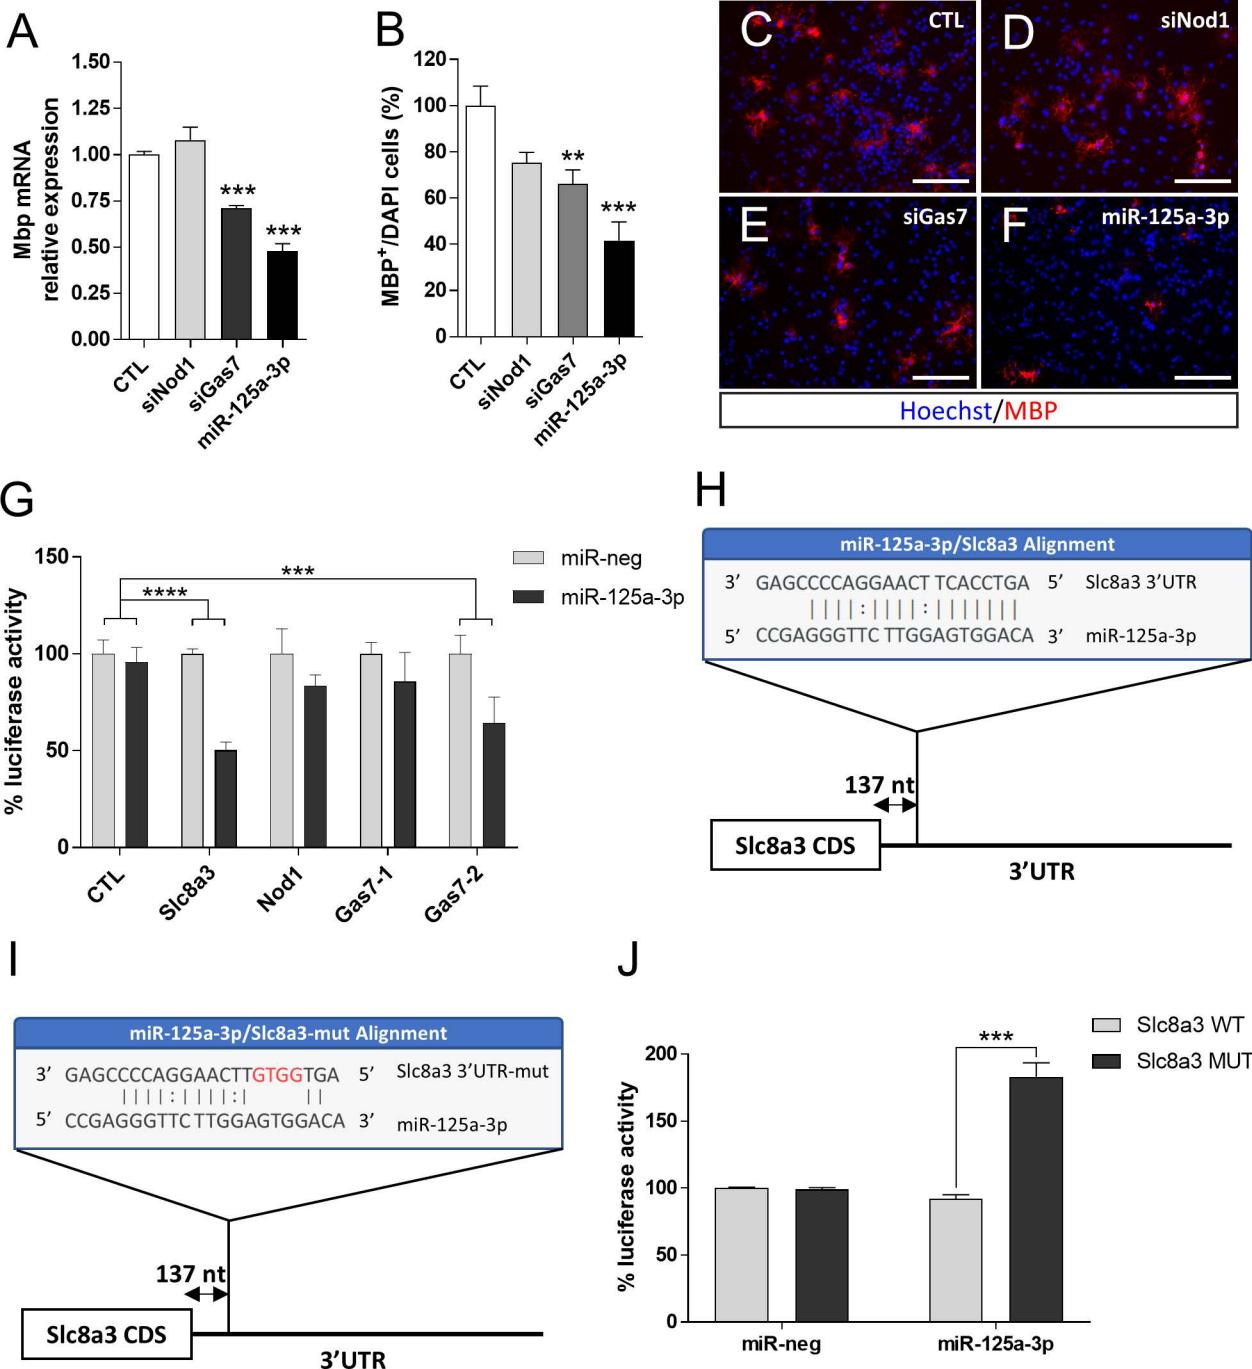 A
Mbp mRNA
relative expression
1.50
1.25
1.00
0.75
0.50
0.25
0.00
***
***
CTL
siNod1
siGas7
miR-125a-3p
B
MBP+/DAPI cells (%)
120
100
80
60
40
20
0
**
***
CTL
siNod1
siGas7
miR-125a-3p
C
CTL
D
siNod1
E
siGas7
F
miR-125a-3p
Hoechst/MBP
G
% luciferase activity
150
100
50
0
***
****
miR-neg
miR-125a-3p
CTL
Slc8a3
Nod1
Gas7-1
Gas7-2
H
miR-125a-3p/Slc8a3 Alignment
3’ GAGCCCCAGGAACT TCACCTGA 5’ Slc8a3 3’UTR
||||:||||:|||||||
5’ CCGAGGGTTC TTGGAGTGGACA 3’ miR-125a-3p
137 nt
Slc8a3 CDS
3’UTR
I
miR-125a-3p/Slc8a3-mut Alignment
3’ GAGCCCCAGGAACTTGTGGTGA 5’ Slc8a3 3’UTR-mut
||||:||||:| ||
5’ CCGAGGGTTC TTGGAGTGGACA 3’ miR-125a-3p
137 nt
Slc8a3 CDS
3’UTR
J
% luciferase activity
200
150
100
50
0
***
Slc8a3 WT
Slc8a3 MUT
miR-neg
miR-125a-3p